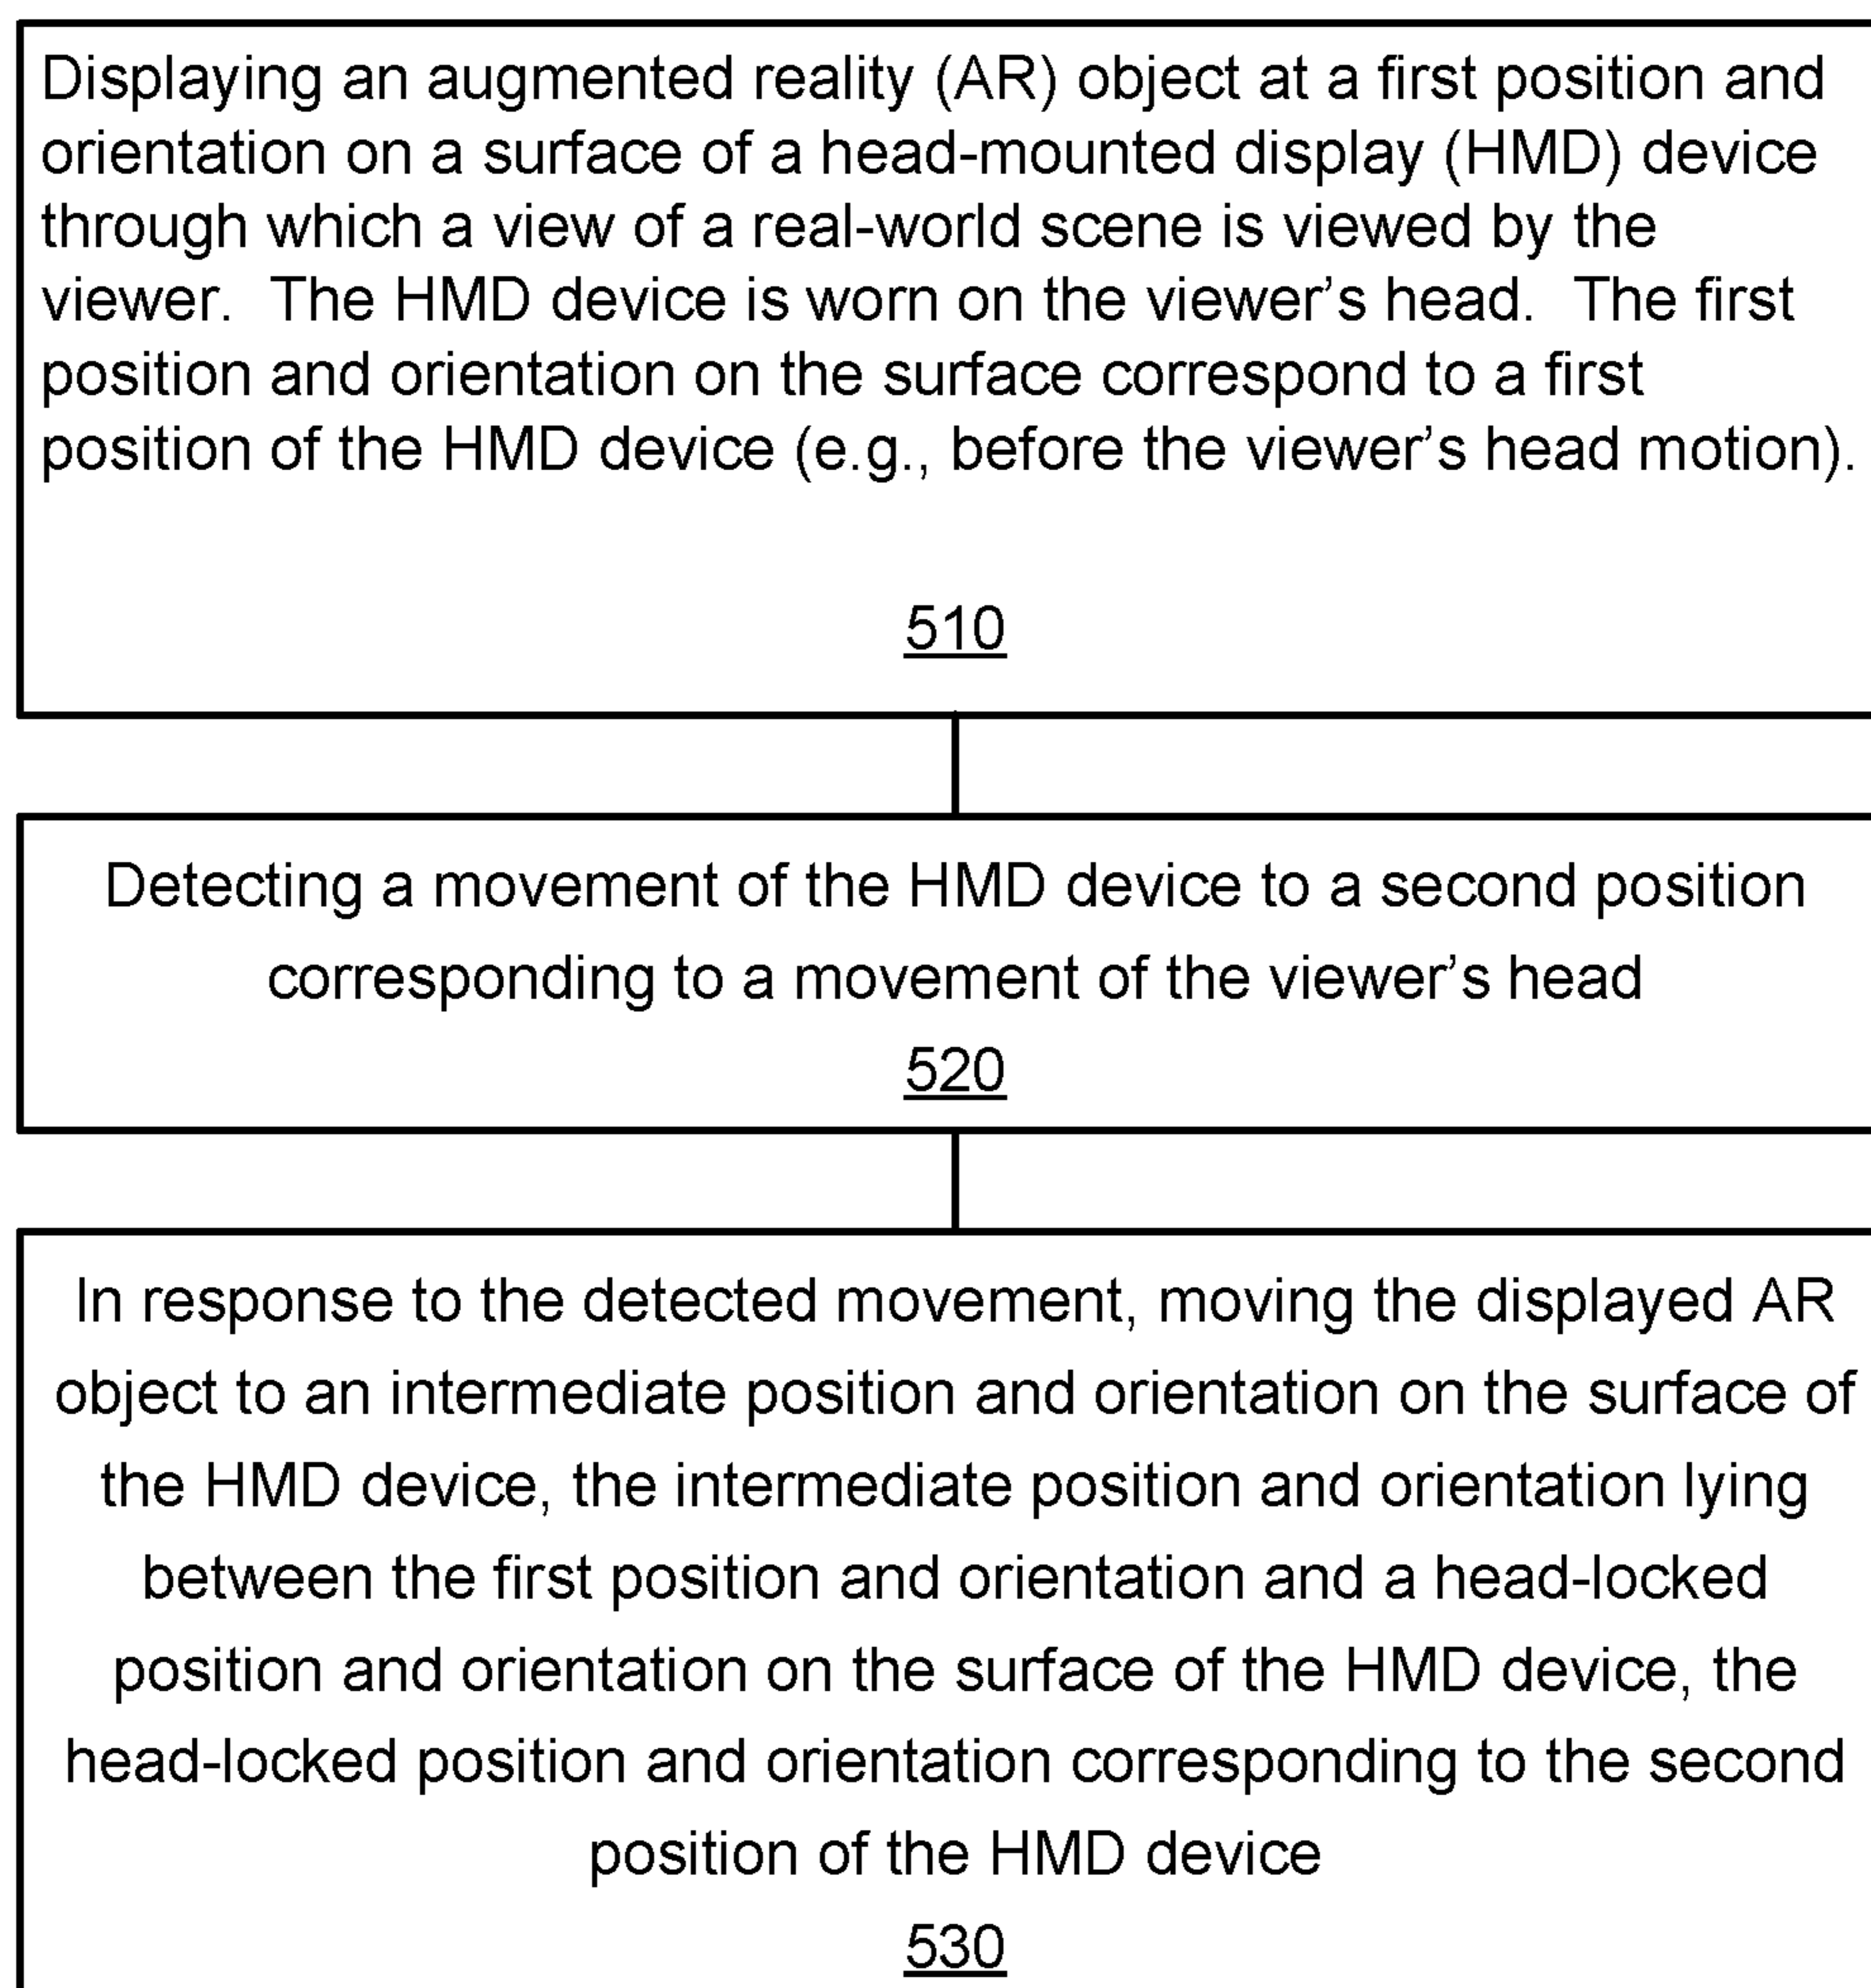 Displaying an augmented reality (AR) object at a first position and
orientation on a surface of a head-mounted display (HMD) device
through which a view of a real-world scene is viewed by the
viewer.  The HMD device is worn on the viewer’s head.  The first
position and orientation on the surface correspond to a first
position of the HMD device (e.g., before the viewer’s head motion).
510
Detecting a movement of the HMD device to a second position
corresponding to a movement of the viewer’s head
520
In response to the detected movement, moving the displayed AR
object to an intermediate position and orientation on the surface of
the HMD device, the intermediate position and orientation lying
between the first position and orientation and a head-locked
position and orientation on the surface of the HMD device, the
head-locked position and orientation corresponding to the second
position of the HMD device
530